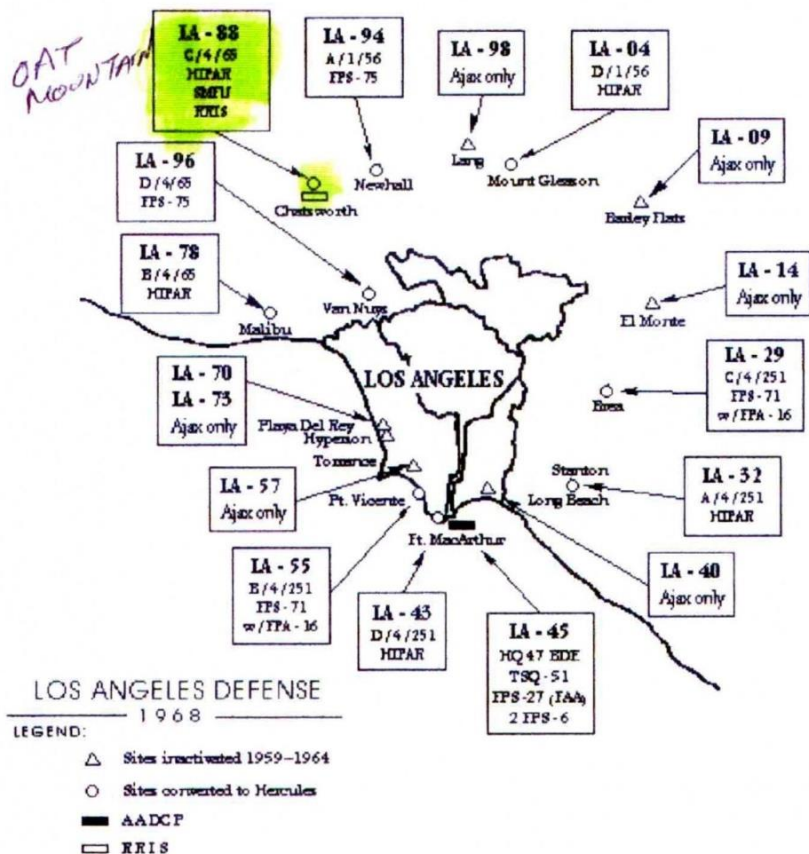 OAT
MOUNTAIN
LA - 88
C/4/65
HIPAR
SMFU
RRIS
LA - 94
A/1/56
FPS - 75
LA - 98
Ajax only
LA - 04
D/1/56
HIPAR
LA - 09
Ajax only
LA - 96
D/4/65
FPS - 75
Chatsworth
Newhall
Lang
Mount Gleason
Barley Flats
LA - 78
B/4/65
HIPAR
LA - 14
Ajax only
Van Nuys
Malibu
El Monte
LOS ANGELES
LA - 70
LA - 73
Ajax only
LA - 29
C/4/251
FPS - 71
w/FPA - 16
Playa Del Rey
Hyperion
Torrance
Brea
LA - 57
Ajax only
Pt. Vicente
Stanton
Long Beach
LA - 32
A/4/251
HIPAR
Ft. MacArthur
LA - 55
B/4/251
FPS - 71
w/FPA - 16
LA - 43
D/4/251
HIPAR
LA - 45
HQ 47 BDE
TSQ - 51
FPS - 27 (FAA)
2 FPS - 6
LA - 40
Ajax only
LOS ANGELES DEFENSE
1968
LEGEND:
Sites inactivated 1959–1964
Sites converted to Hercules
AADCP
RRIS